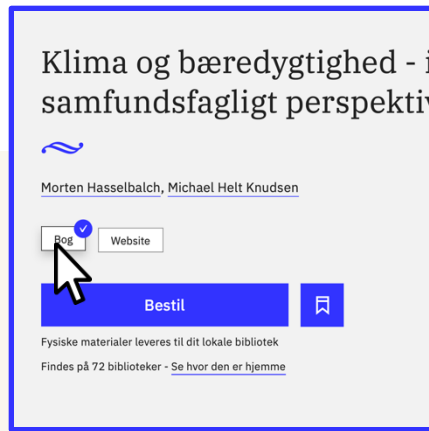 Klima og bæredygtighed - i
samfundsfagligt perspektiv
Morten Hasselbalch, Michael Helt Knudsen
Bog
Website
Bestil
Fysiske materialer leveres til dit lokale bibliotek
Findes på 72 biblioteker - Se hvor den er hjemme